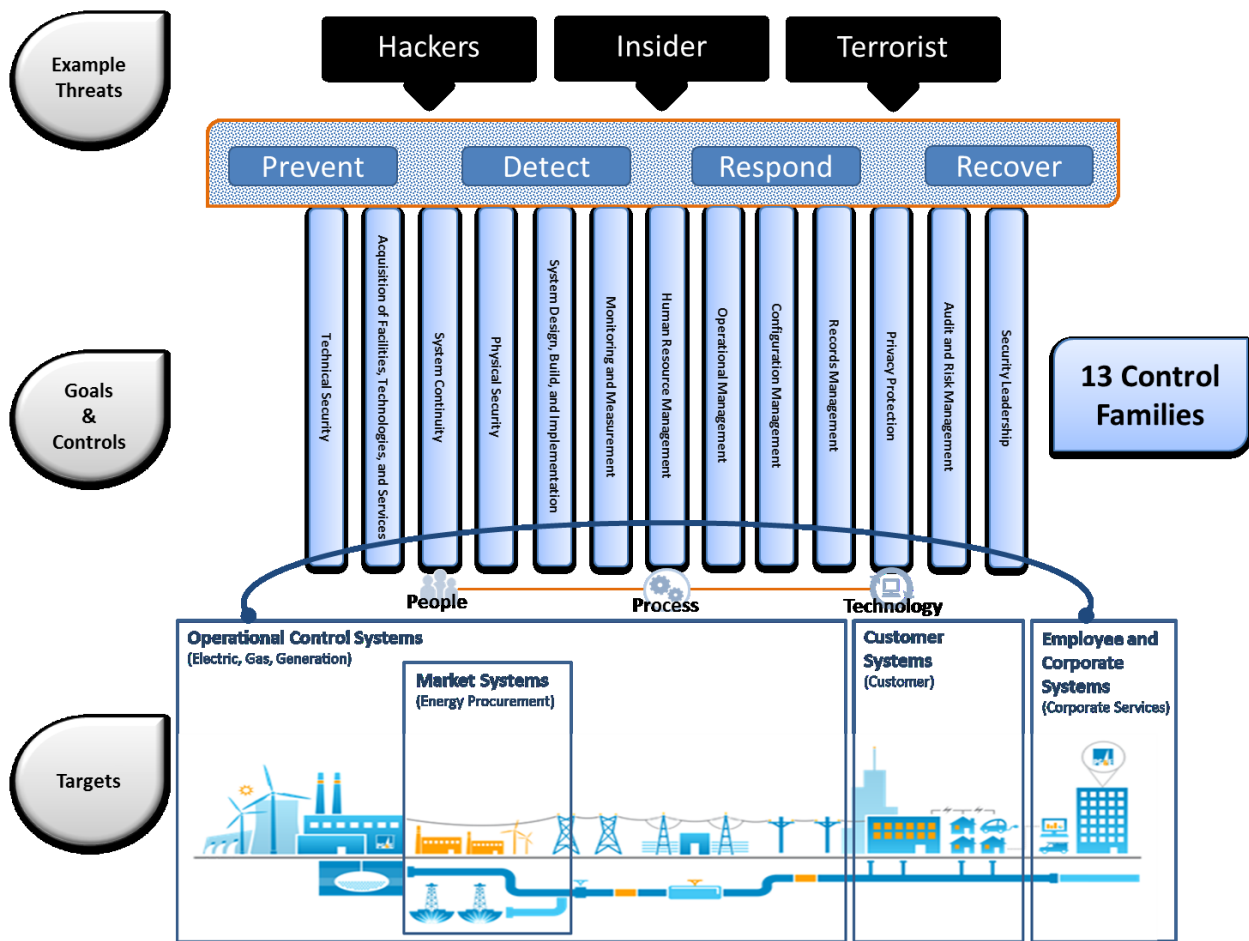 Example
Threats
Hackers
Insider
Terrorist
Prevent
Detect
Respond
Recover
Goals
&
Controls
Technical Security
Acquisition of Facilities, Technologies, and Services
System Continuity
Physical Security
System Design, Build, and Implementation
Monitoring and Measurement
Human Resource Management
Operational Management
Configuration Management
Records Management
Privacy Protection
Audit and Risk Management
Security Leadership
13 Control
Families
People
Process
Technology
Targets
Operational Control Systems
(Electric, Gas, Generation)
Market Systems
(Energy Procurement)
Customer
Systems
(Customer)
Employee and
Corporate
Systems
(Corporate Services)